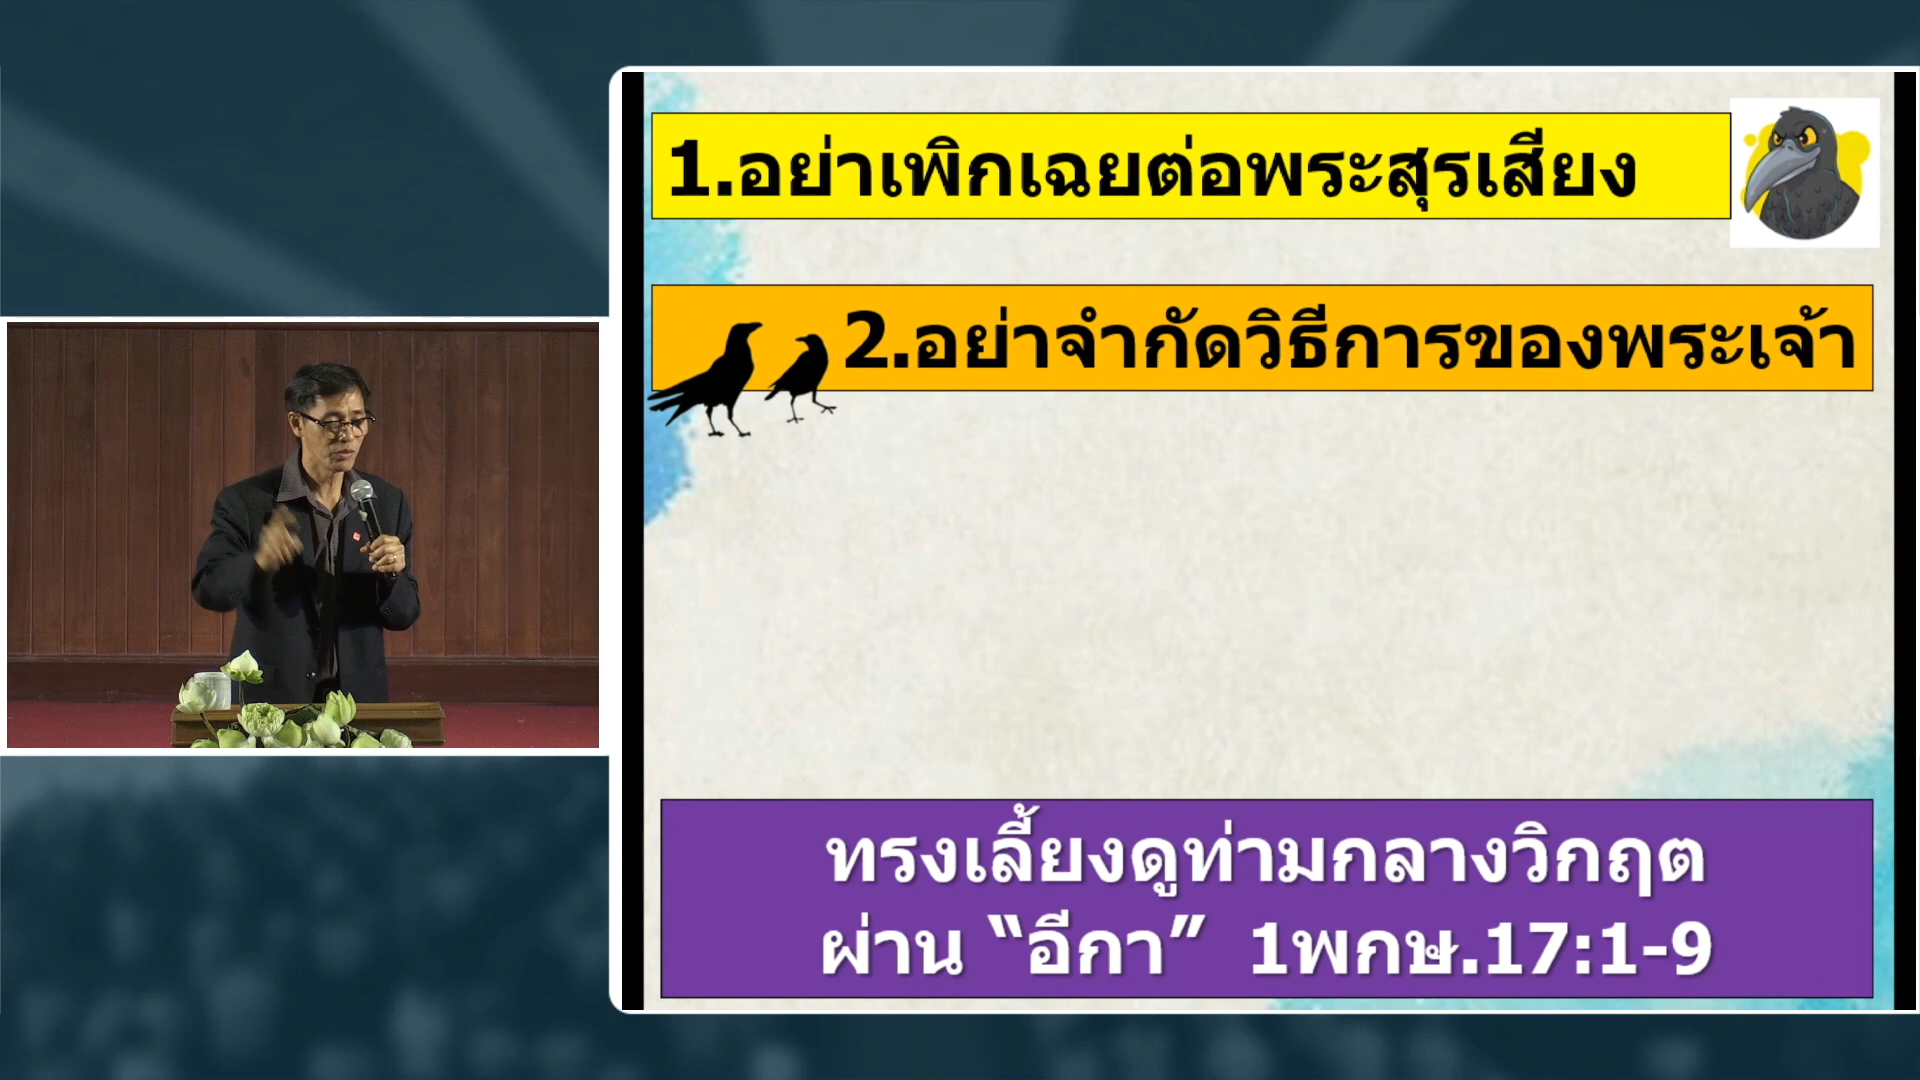 1.อย่าเพิกเฉยต่อพระสุรเสียง
2.อย่าจำกัดวิธีการของพระเจ้า
ทรงเลี้ยงดูท่ามกลางวิกฤต
ผ่าน “อีกา” 1พกษ.17:1-9